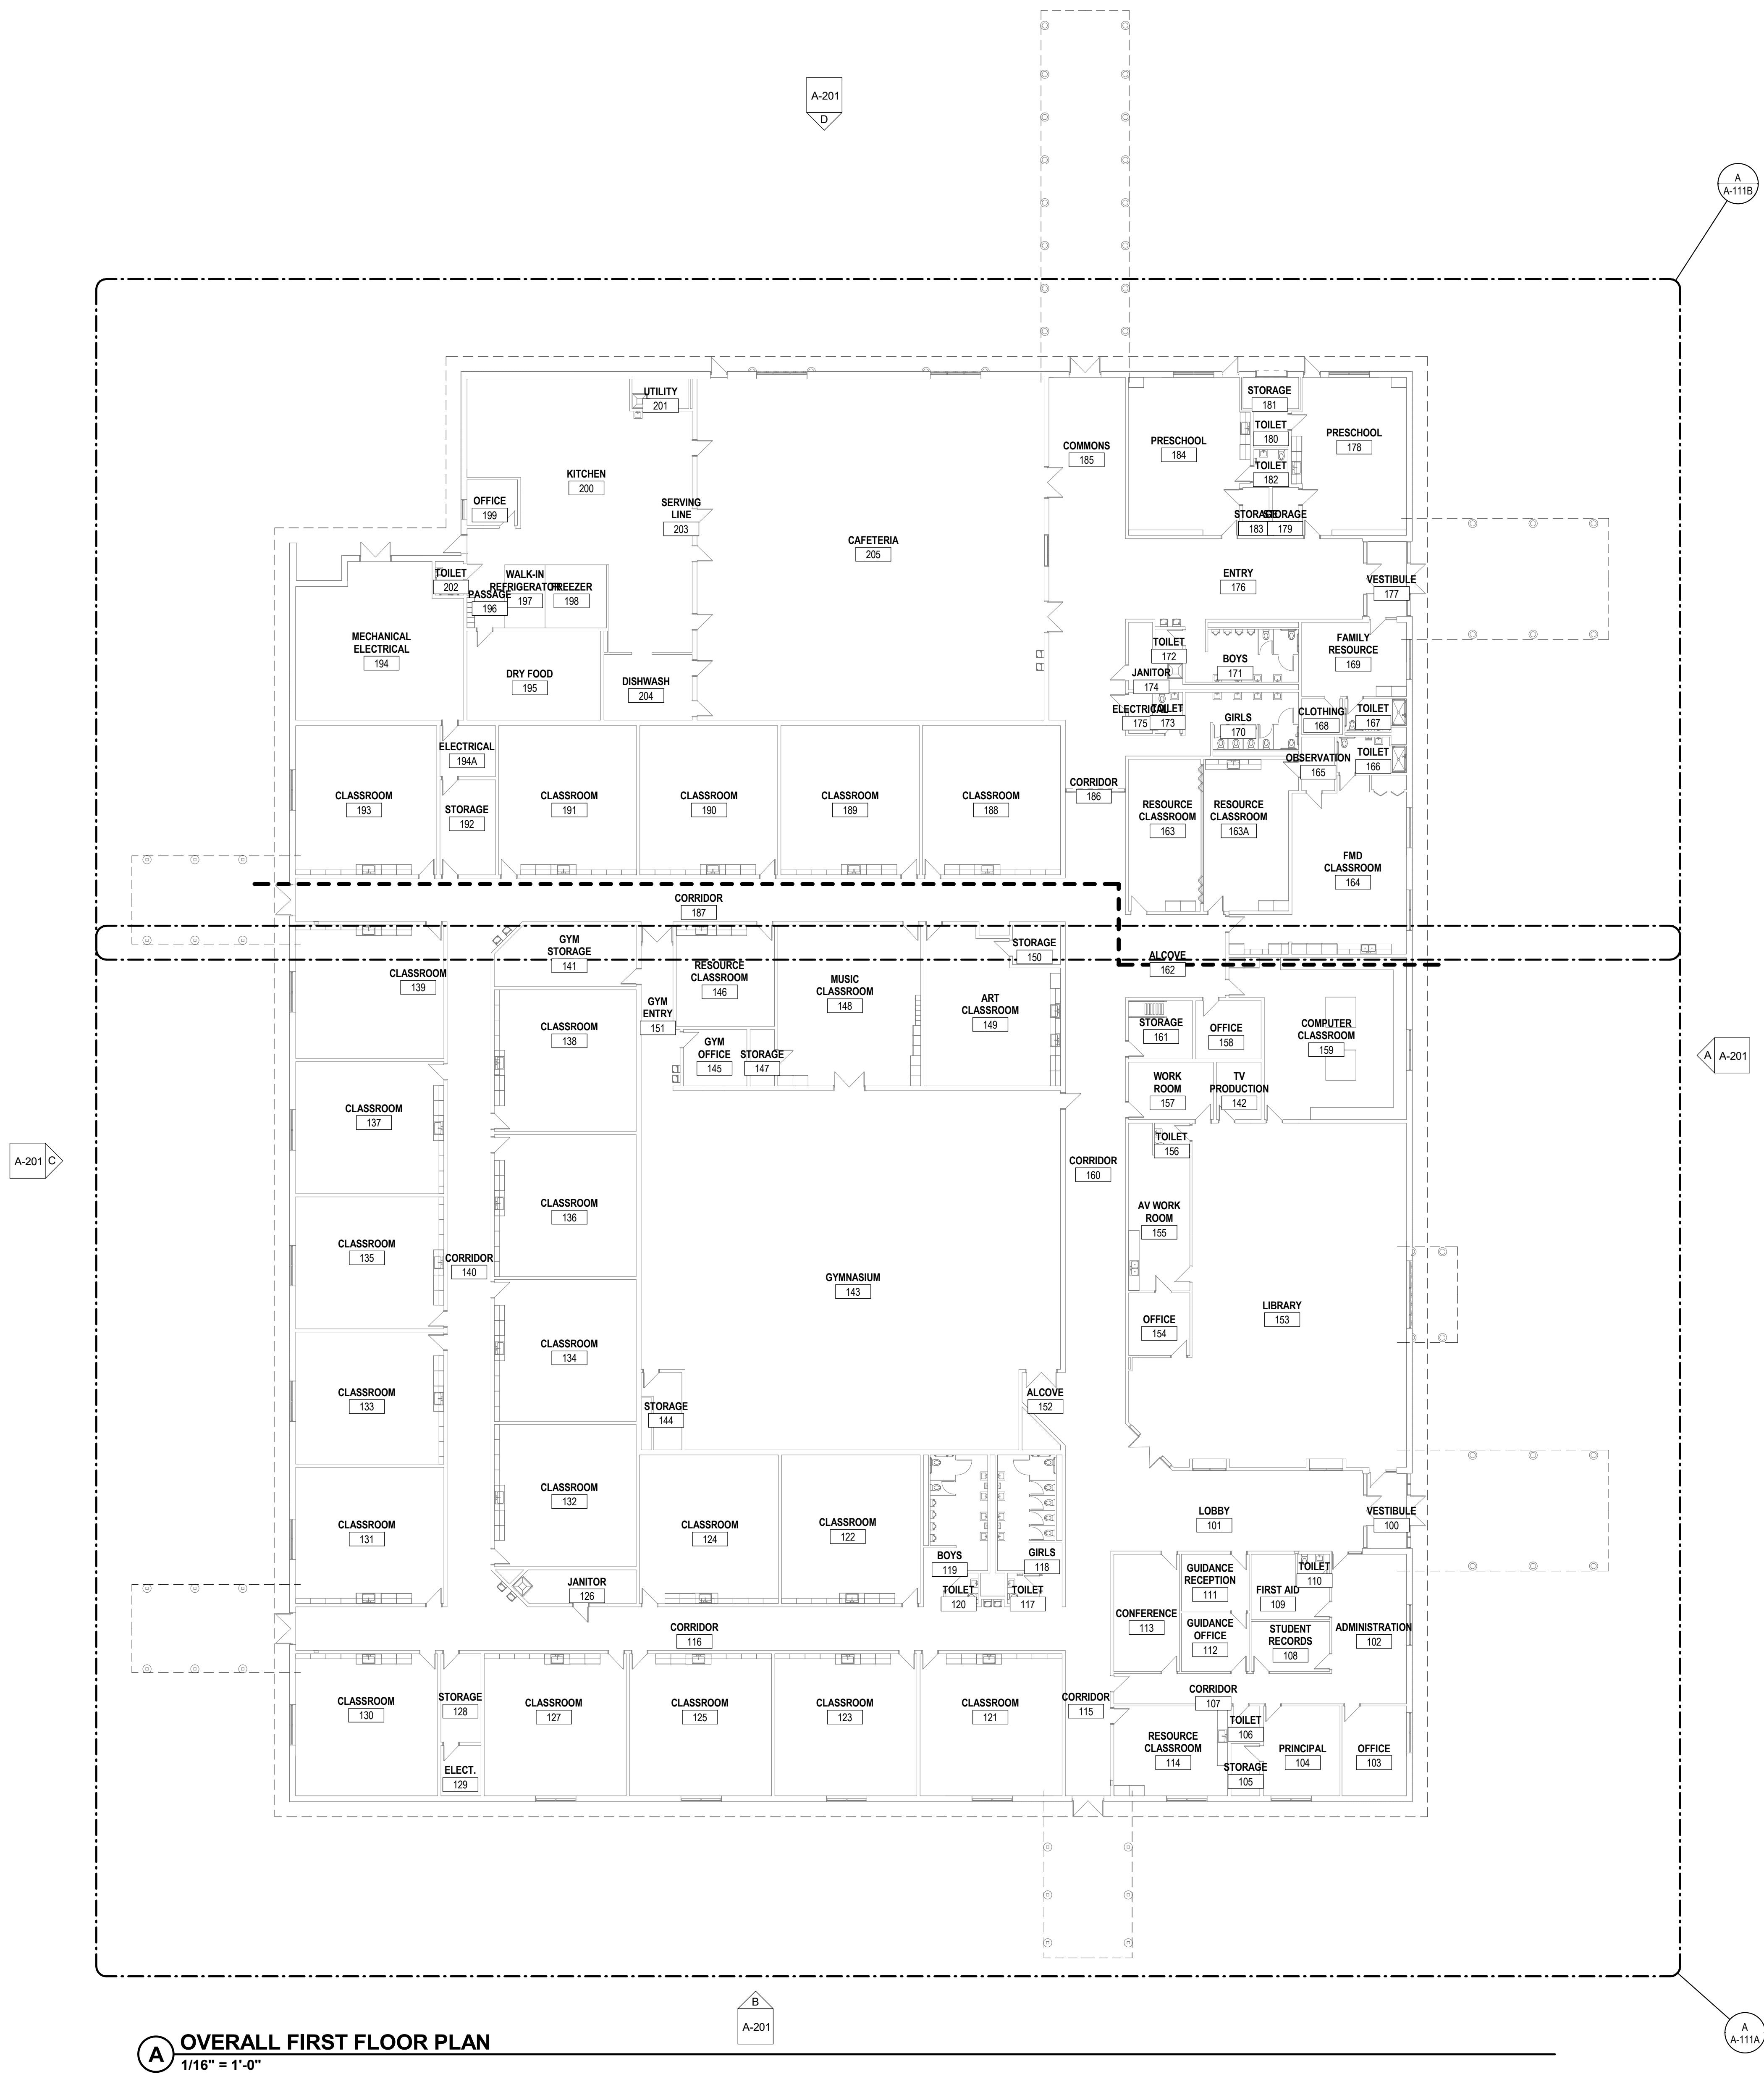 A-201
D
A
A-111B
UTILITY
201
STORAGE
181
TOILET
180
PRESCHOOL
178
PRESCHOOL
184
COMMONS
185
TOILET
182
KITCHEN
200
OFFICE
199
SERVING
LINE
203
STORAGE
183
STORAGE
179
CAFETERIA
205
TOILET
202
WALK-IN
REFRIGERATOR
197
FREEZER
198
PASSAGE
196
ENTRY
176
VESTIBULE
177
MECHANICAL
ELECTRICAL
194
DRY FOOD
195
DISHWASH
204
TOILET
172
BOYS
171
FAMILY
RESOURCE
169
JANITOR
174
ELECTRICAL
175
TOILET
173
GIRLS
170
CLOTHING
168
TOILET
167
ELECTRICAL
194A
OBSERVATION
165
TOILET
166
CLASSROOM
193
STORAGE
192
CLASSROOM
191
CLASSROOM
190
CLASSROOM
189
CLASSROOM
188
CORRIDOR
186
RESOURCE
CLASSROOM
163
RESOURCE
CLASSROOM
163A
FMD
CLASSROOM
164
CORRIDOR
187
GYM
STORAGE
141
STORAGE
150
ALCOVE
162
CLASSROOM
139
RESOURCE
CLASSROOM
146
MUSIC
CLASSROOM
148
ART
CLASSROOM
149
GYM
ENTRY
151
CLASSROOM
138
STORAGE
161
OFFICE
158
COMPUTER
CLASSROOM
159
GYM
OFFICE
145
STORAGE
147
A
A-201
WORK
ROOM
157
TV
PRODUCTION
142
CLASSROOM
137
TOILET
156
A-201
C
CORRIDOR
160
CLASSROOM
136
AV WORK
ROOM
155
CLASSROOM
135
CORRIDOR
140
GYMNASIUM
143
LIBRARY
153
OFFICE
154
CLASSROOM
134
CLASSROOM
133
STORAGE
144
ALCOVE
152
CLASSROOM
132
CLASSROOM
131
CLASSROOM
124
CLASSROOM
122
LOBBY
101
VESTIBULE
100
BOYS
119
GIRLS
118
GUIDANCE
RECEPTION
111
TOILET
110
FIRST AID
109
JANITOR
126
TOILET
120
TOILET
117
CONFERENCE
113
GUIDANCE
OFFICE
112
STUDENT
RECORDS
108
ADMINISTRATION
102
CORRIDOR
116
CLASSROOM
130
STORAGE
128
CLASSROOM
127
CLASSROOM
125
CLASSROOM
123
CLASSROOM
121
CORRIDOR
115
CORRIDOR
107
TOILET
106
RESOURCE
CLASSROOM
114
PRINCIPAL
104
OFFICE
103
ELECT.
129
STORAGE
105
B
A-201
A
A-111A
A
OVERALL FIRST FLOOR PLAN
1/16" = 1'-0"